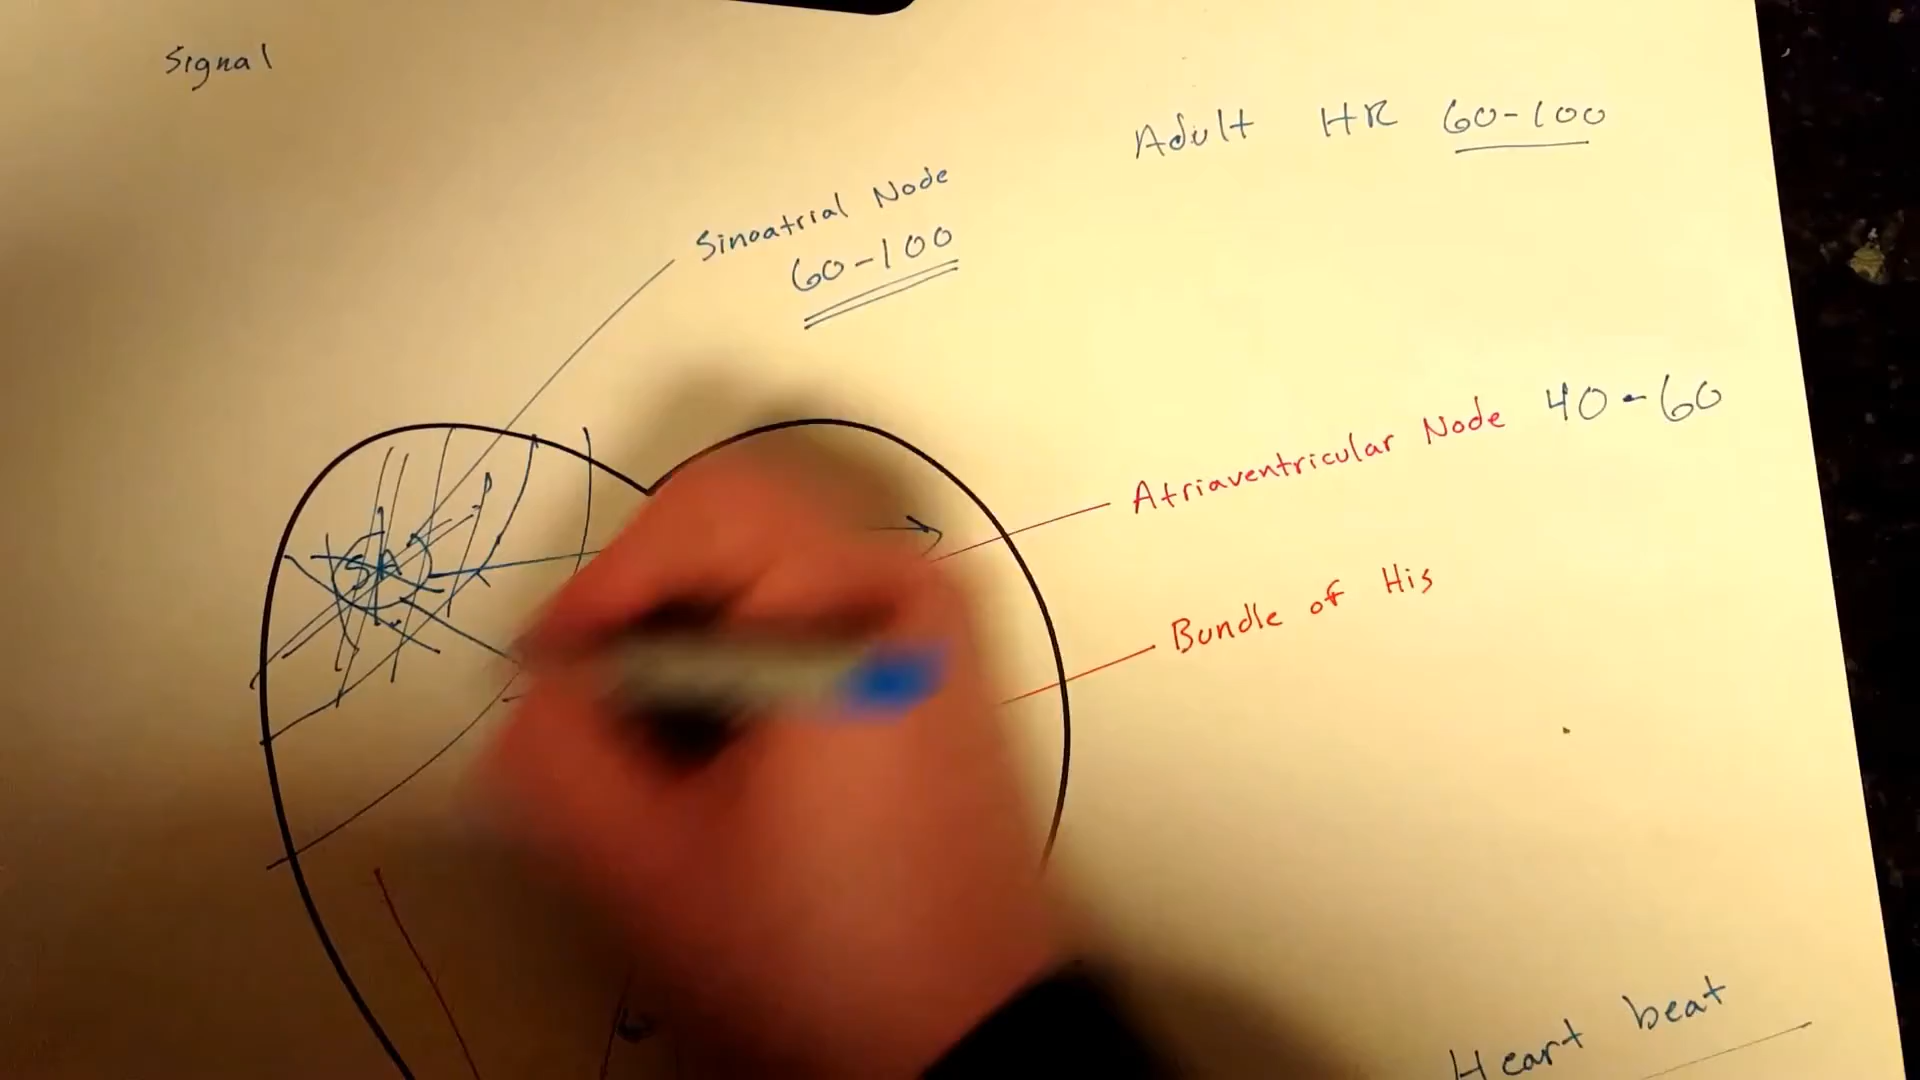 Signal
Adult HR 60-100
Sinoatrial Node
60-100
Atriaventricular Node 40-60
SA
Bundle of His
Heart beat